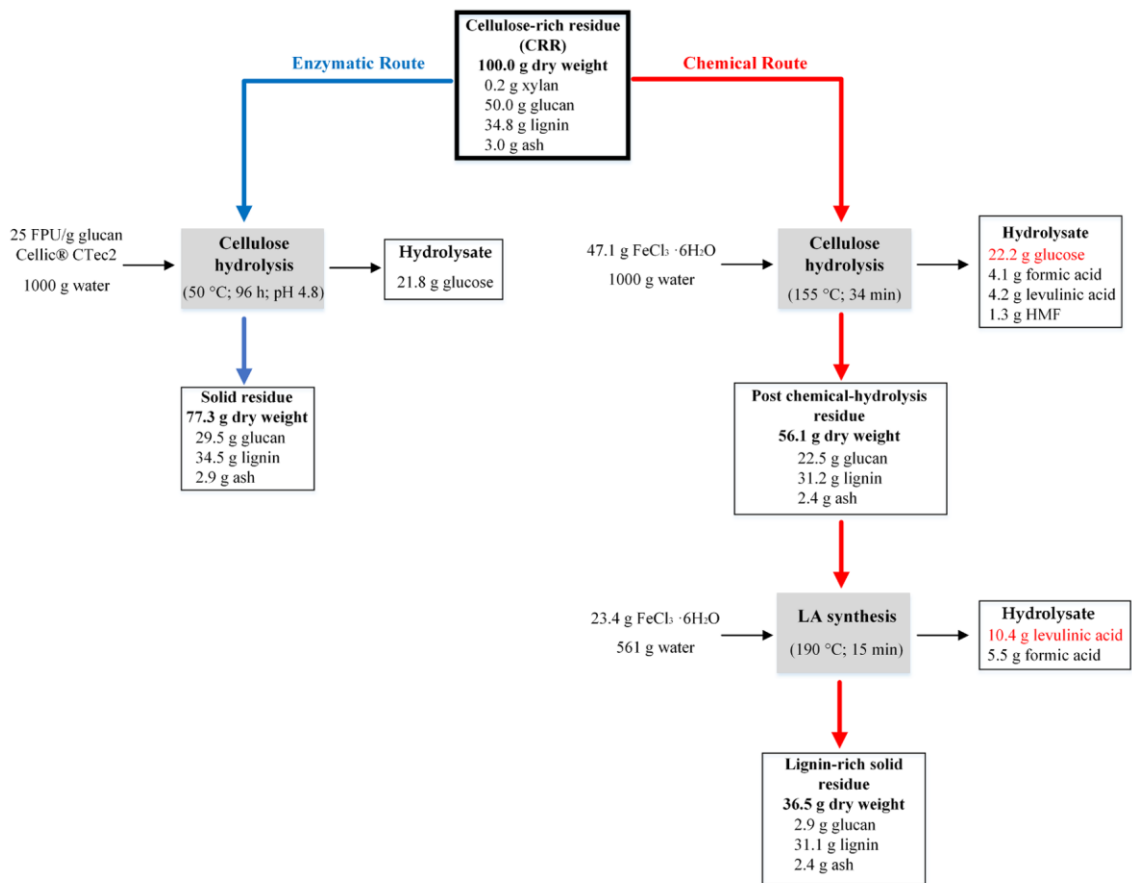 Cellulose-rich residue
(CRR)
100.0 g dry weight
0.2 g xylan
50.0 g glucan
34.8 g lignin
3.0 g ash
Enzymatic Route
Chemical Route
25 FPU/g glucan
Cellic® CTec2
1000 g water
Cellulose
hydrolysis
(50 °C; 96 h; pH 4.8)
Hydrolysate
21.8 g glucose
Solid residue
77.3 g dry weight
29.5 g glucan
34.5 g lignin
2.9 g ash
47.1 g FeCl₃ ·6H₂O
1000 g water
Cellulose
hydrolysis
(155 °C; 34 min)
Hydrolysate
22.2 g glucose
4.1 g formic acid
4.2 g levulinic acid
1.3 g HMF
Post chemical-hydrolysis
residue
56.1 g dry weight
22.5 g glucan
31.2 g lignin
2.4 g ash
23.4 g FeCl₃ ·6H₂O
561 g water
LA synthesis
(190 °C; 15 min)
Hydrolysate
10.4 g levulinic acid
5.5 g formic acid
Lignin-rich solid
residue
36.5 g dry weight
2.9 g glucan
31.1 g lignin
2.4 g ash